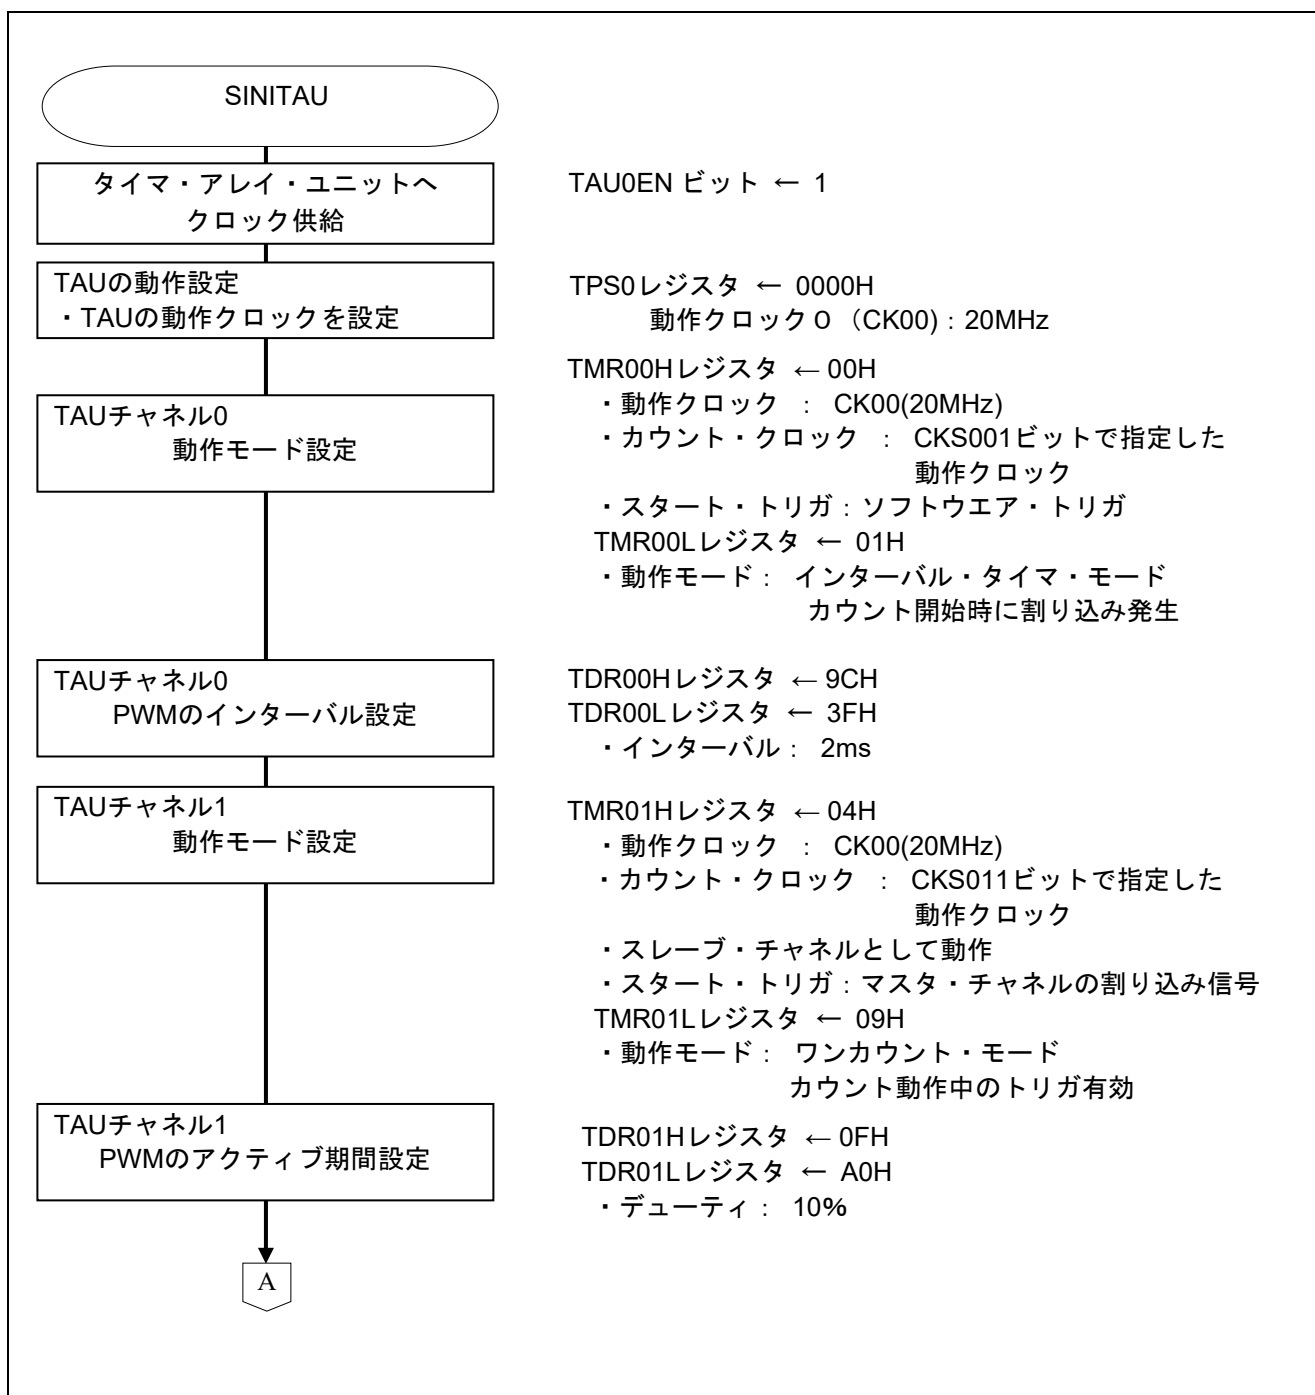 SINITAU
タイマ・アレイ・ユニットへ
クロック供給
TAU0EN ビット ← 1
TAUの動作設定
・TAUの動作クロックを設定
TPS0レジスタ ← 0000H
動作クロック０（CK00)：20MHz
TAUチャネル0
動作モード設定
TMR00Hレジスタ ← 00H
・動作クロック ： CK00(20MHz)
・カウント・クロック ： CKS001ビットで指定した
動作クロック
・スタート・トリガ：ソフトウエア・トリガ
TMR00Lレジスタ ← 01H
・動作モード： インターバル・タイマ・モード
カウント開始時に割り込み発生
TAUチャネル0
PWMのインターバル設定
TDR00Hレジスタ ← 9CH
TDR00Lレジスタ ← 3FH
・インターバル： 2ms
TAUチャネル1
動作モード設定
TMR01Hレジスタ ← 04H
・動作クロック ： CK00(20MHz)
・カウント・クロック ： CKS011ビットで指定した
動作クロック
・スレーブ・チャネルとして動作
・スタート・トリガ：マスタ・チャネルの割り込み信号
TMR01Lレジスタ ← 09H
・動作モード： ワンカウント・モード
カウント動作中のトリガ有効
TAUチャネル1
PWMのアクティブ期間設定
TDR01Hレジスタ ← 0FH
TDR01Lレジスタ ← A0H
・デューティ： 10%
A